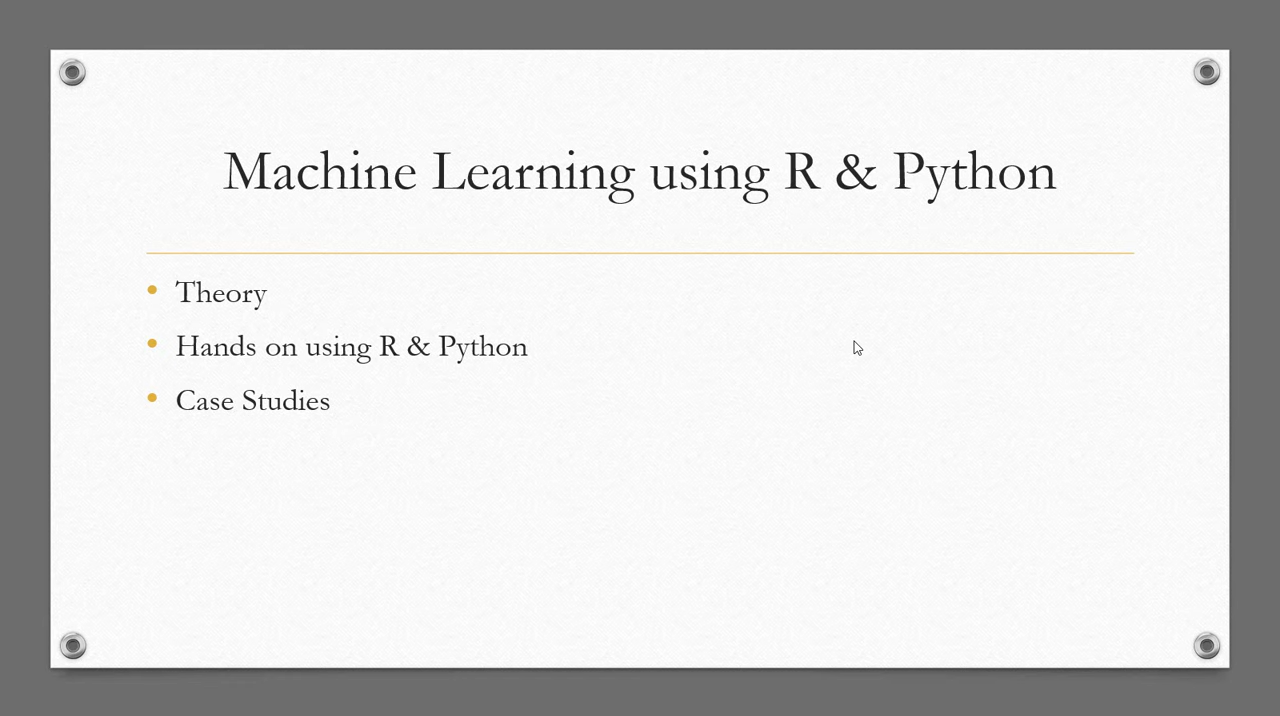 Machine Learning using R & Python
Theory
Hands on using R & Python
Case Studies